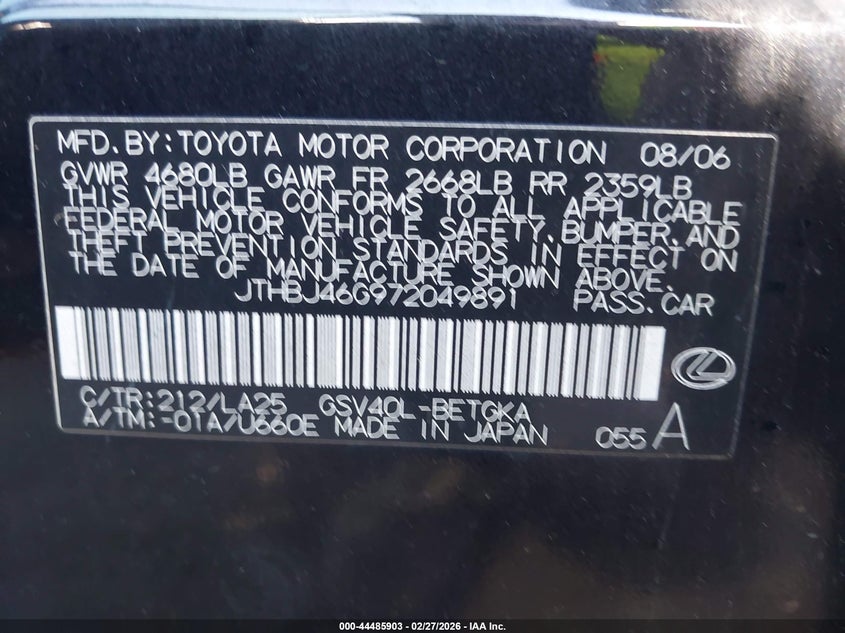 MFD. BY: TOYOTA MOTOR CORPORATION 08/06
GVWR 4680LB GAWR FR 2668LB RR 2359LB
THIS VEHICLE CONFORMS TO ALL APPLICABLE
FEDERAL MOTOR VEHICLE SAFETY, BUMPER, AND
THEFT PREVENTION STANDARDS IN EFFECT ON
THE DATE OF MANUFACTURE SHOWN ABOVE.
JTHBJ46G972049891 PASS. CAR
C/TR: 212/LA25 GSV40L-BETGKA
A/TM: -01A/U660E MADE IN JAPAN 055 A
000-44485903 | 02/27/2026 - IAA Inc.